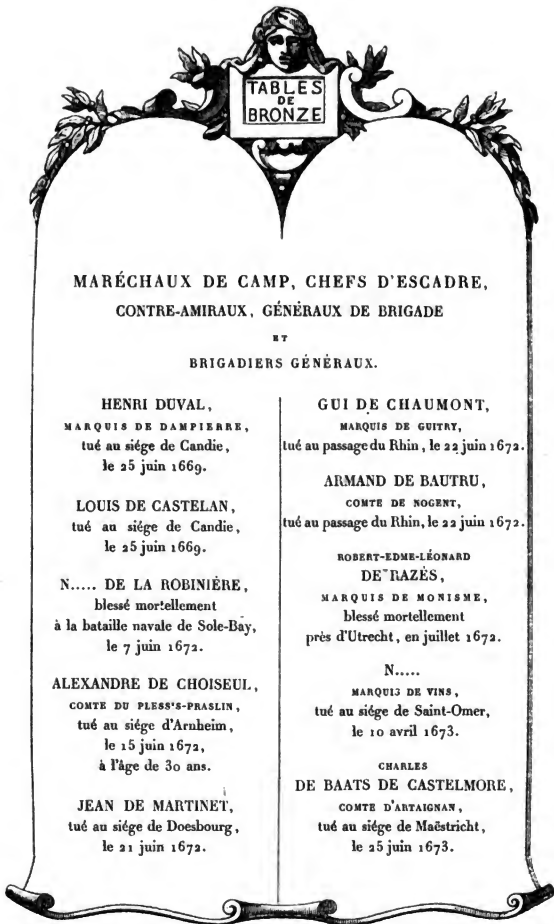 TABLES
DE
BRONZE
MARÉCHAUX DE CAMP, CHEFS D'ESCADRE,
CONTRE-AMIRAUX, GÉNÉRAUX DE BRIGADE
ET
BRIGADIERS GÉNÉRAUX.
HENRI DUVAL,
MARQUIS DE DAMPIERRE,
tué au siége de Candie,
le 25 juin 1669.
LOUIS DE CASTELAN,
tué au siége de Candie,
le 25 juin 1669.
N..... DE LA ROBINIÈRE,
blessé mortellement
à la bataille navale de Sole-Bay,
le 7 juin 1672.
ALEXANDRE DE CHOISEUL,
COMTE DU PLESS'S-PRASLIN,
tué au siége d'Arnheim,
le 15 juin 1672,
à l'âge de 30 ans.
JEAN DE MARTINET,
tué au siége de Doesbourg,
le 21 juin 1672.
GUI DE CHAUMONT,
MARQUIS DE GUITRY,
tué au passage du Rhin, le 22 juin 1672.
ARMAND DE BAUTRU,
COMTE DE NOGENT,
tué au passage du Rhin, le 22 juin 1672.
ROBERT-EDME-LÉONARD
DE RAZÈS,
MARQUIS DE MONISME,
blessé mortellement
près d'Utrecht, en juillet 1672.
N.....
MARQUIS DE VINS,
tué au siége de Saint-Omer,
le 10 avril 1673.
CHARLES
DE BAATS DE CASTELMORE,
COMTE D'ARTAIGNAN,
tué au siége de Maëstricht,
le 25 juin 1673.